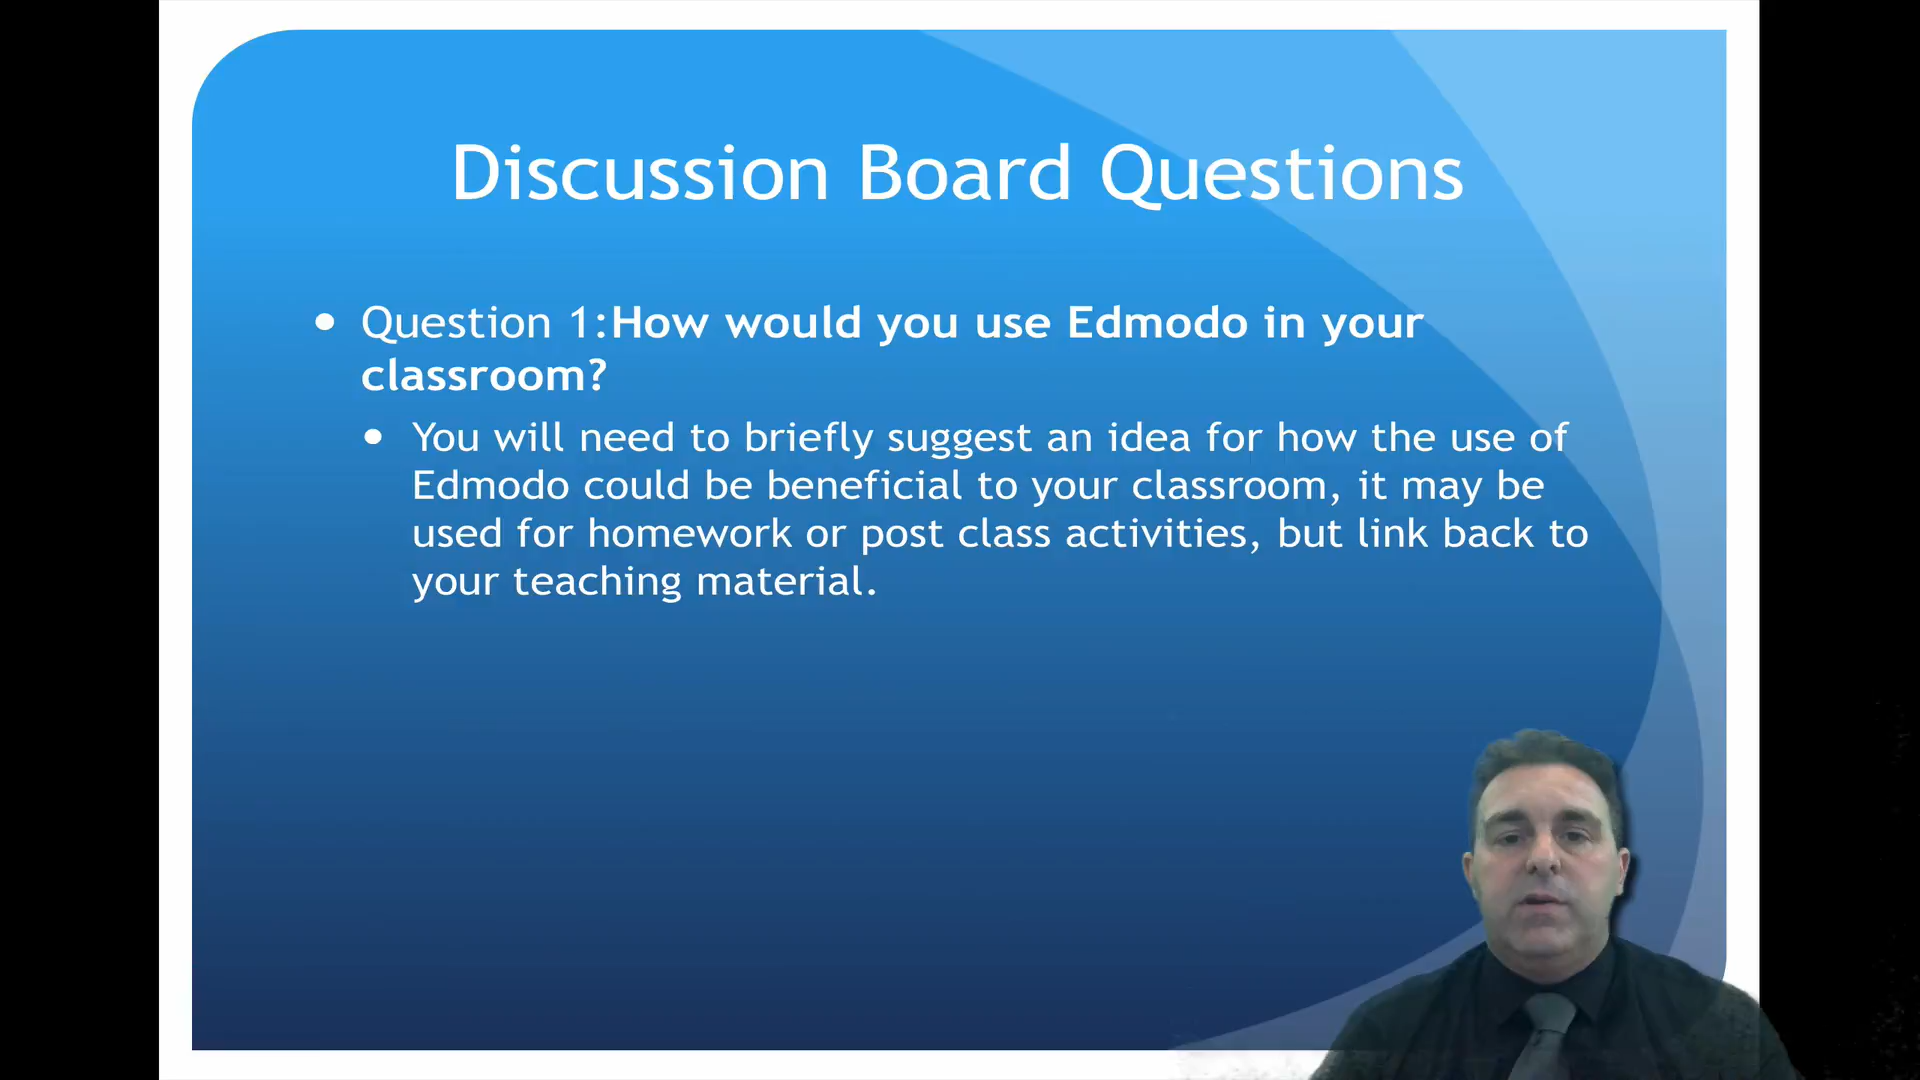 Discussion Board Questions
• Question 1:How would you use Edmodo in your
classroom?
• You will need to briefly suggest an idea for how the use of
Edmodo could be beneficial to your classroom, it may be
used for homework or post class activities, but link back to
your teaching material.